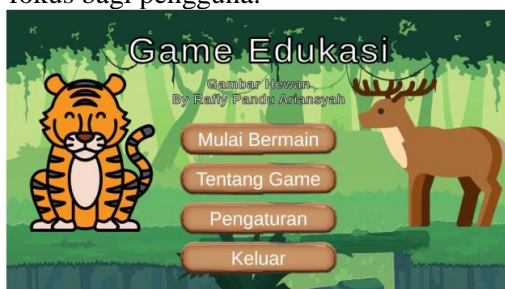 fokus bagi pengguna.
Game Edukasi
Gambar Hewan
By Rafly Pandu Ariansyah
Mulai Bermain
Tentang Game
Pengaturan
Keluar